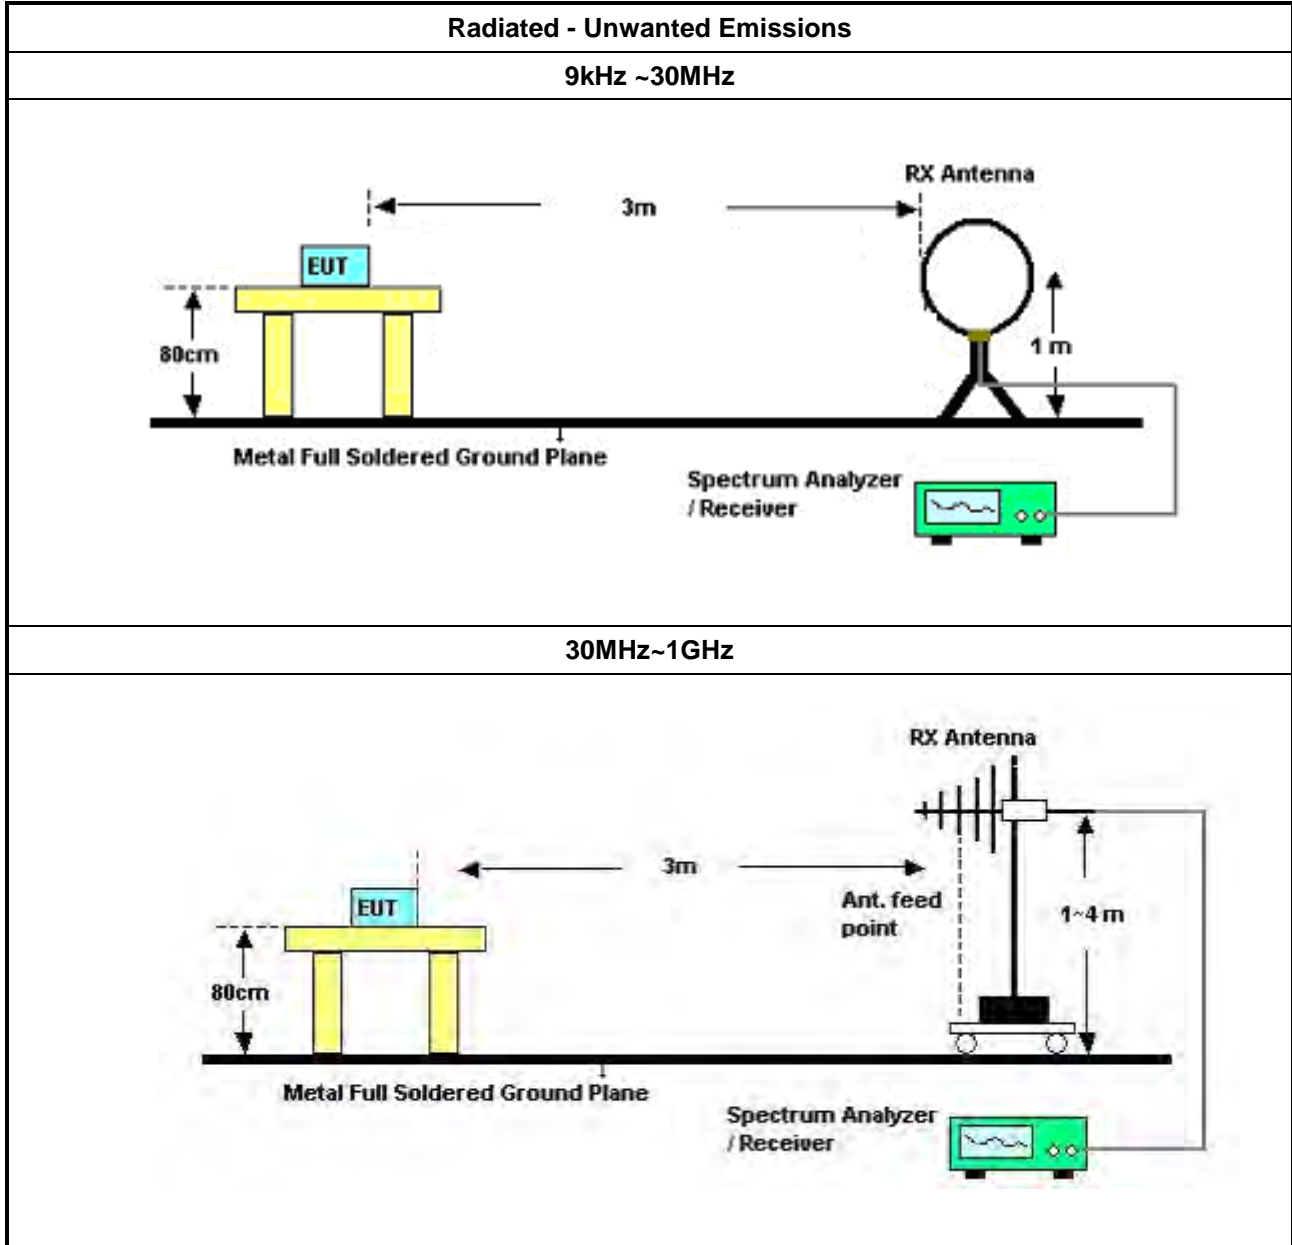 Radiated - Unwanted Emissions
9kHz ~30MHz
RX Antenna
3m
EUT
80cm
1 m
Metal Full Soldered Ground Plane
Spectrum Analyzer
/ Receiver
30MHz~1GHz
RX Antenna
3m
EUT
Ant. feed
point
1~4 m
80cm
Metal Full Soldered Ground Plane
Spectrum Analyzer
/ Receiver